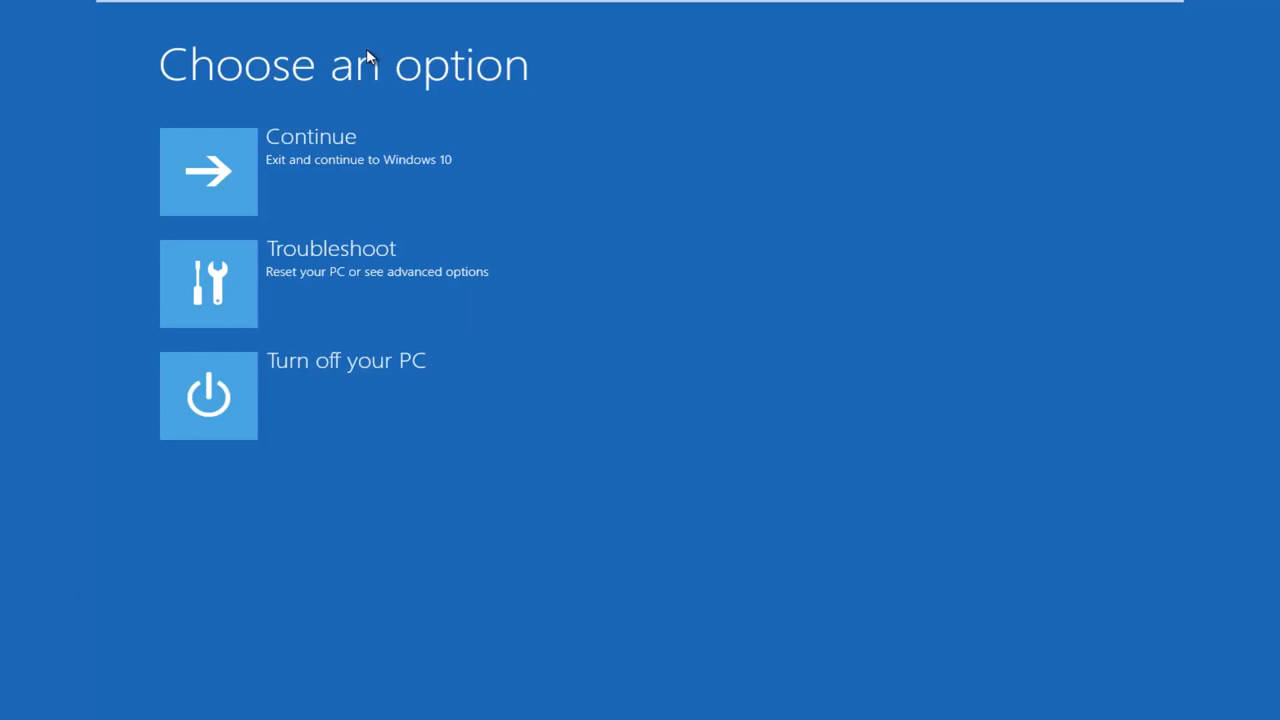 Choose an option
Continue
Exit and continue to Windows 10
Troubleshoot
Reset your PC or see advanced options
Turn off your PC